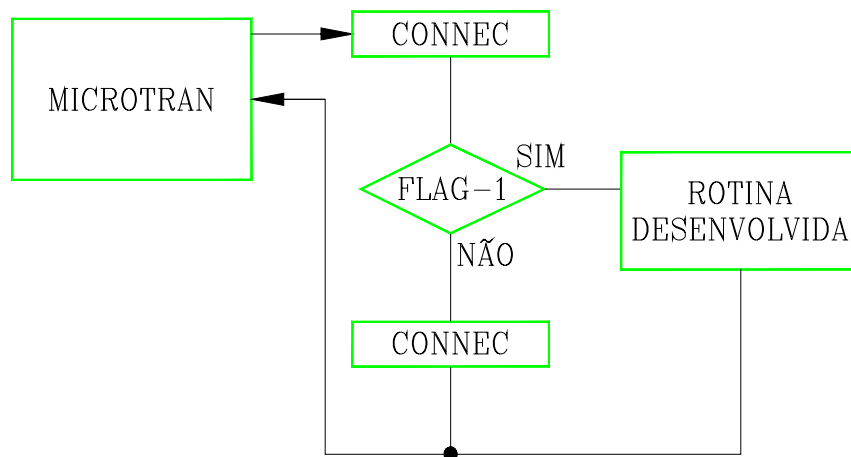 CONNEC
MICROTRAN
SIM
FLAG-1
ROTINA
DESENVOLVIDA
NÃO
CONNEC